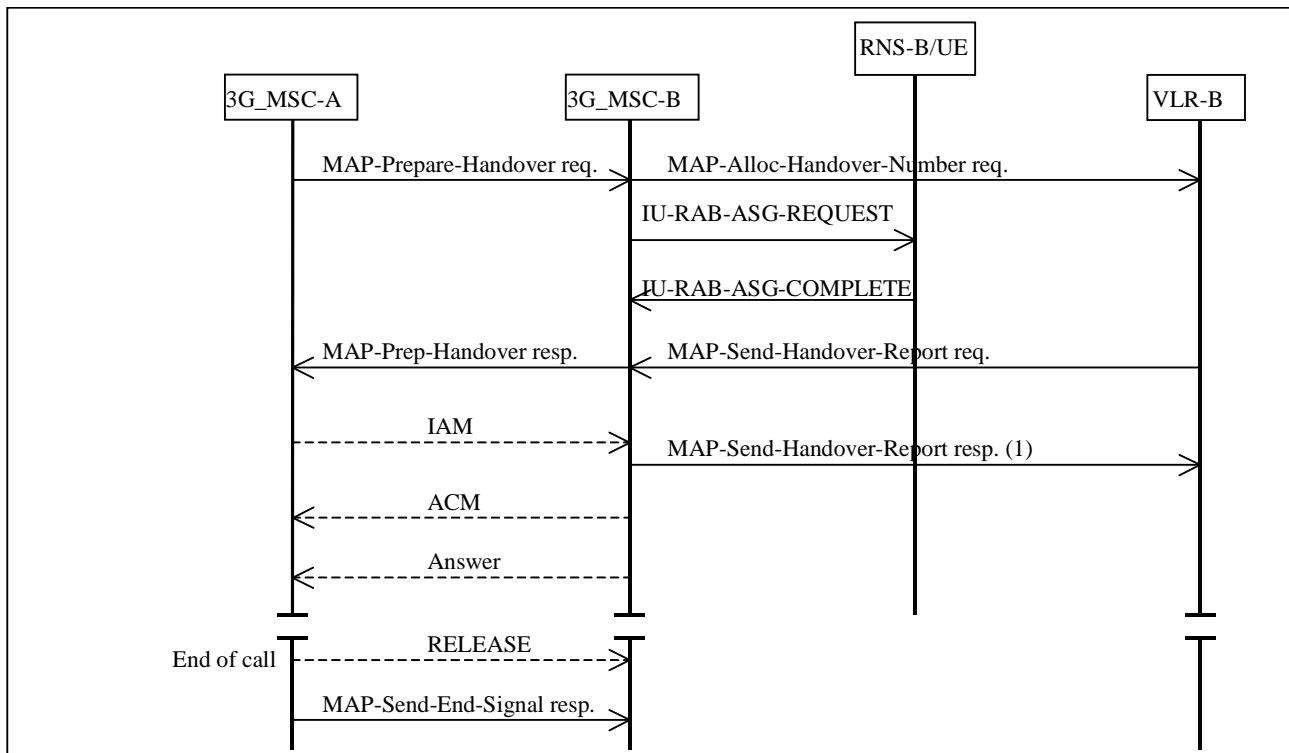 RNS-B/UE
3G_MSC-A
3G_MSC-B
VLR-B
MAP-Prepare-Handover req.
MAP-Alloc-Handover-Number req.
IU-RAB-ASG-REQUEST
IU-RAB-ASG-COMPLETE
MAP-Prep-Handover resp.
MAP-Send-Handover-Report req.
IAM
MAP-Send-Handover-Report resp. (1)
ACM
Answer
RELEASE
End of call
MAP-Send-End-Signal resp.